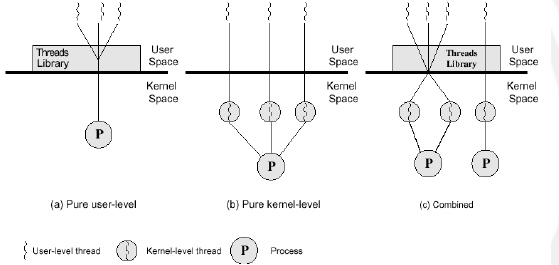 Threads
Library
User
Space
Kernel
Space
P
(a) Pure user-level
User
Space
Kernel
Space
P
(b) Pure kernel-level
Threads
Library
User
Space
Kernel
Space
P
P
(c) Combined
User-level thread
Kernel-level thread
P
Process